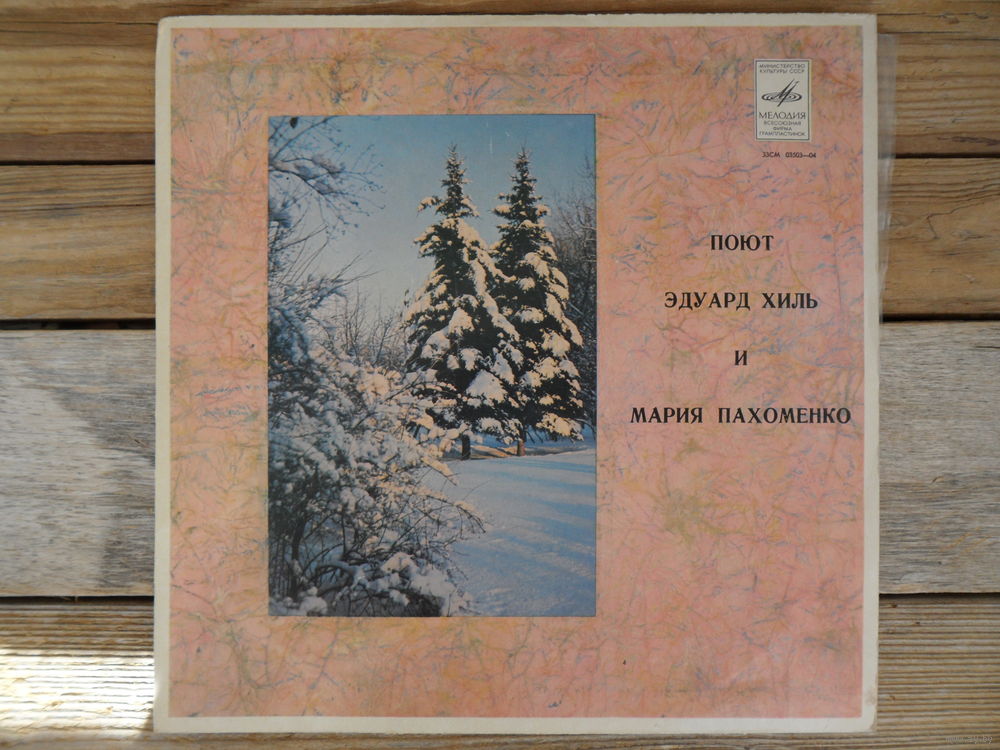 МИНИСТЕРСТВО
КУЛЬТУРЫ СССР
МЕЛОДИЯ
ВСЕСОЮЗНАЯ
ФИРМА
ГРАМПЛАСТИНОК
33СМ 03503—04
ПОЮТ
ЭДУАРД ХИЛЬ
И
МАРИЯ ПАХОМЕНКО